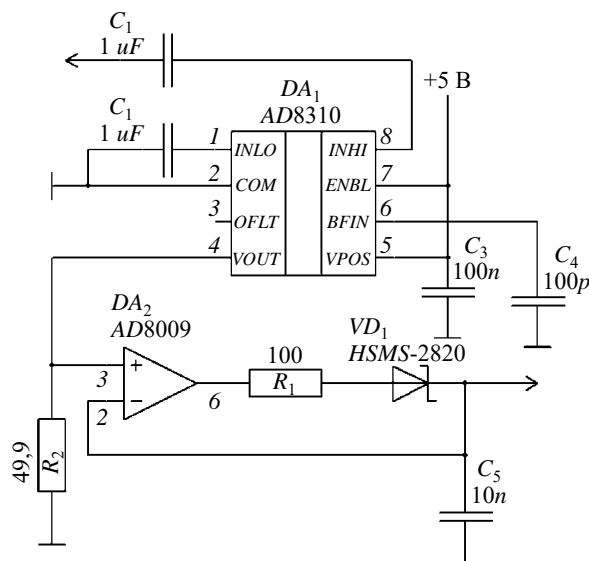 C1
1 uF
+5 В
C1
1 uF
DA1
AD8310
1
INLO
INHI
8
2
COM
ENBL
7
3
OFLT
BFIN
6
4
VOUT
VPOS
5
C3
100n
C4
100p
DA2
AD8009
VD1
HSMS-2820
100
R1
3
+
2
−
6
49,9
R2
C5
10n